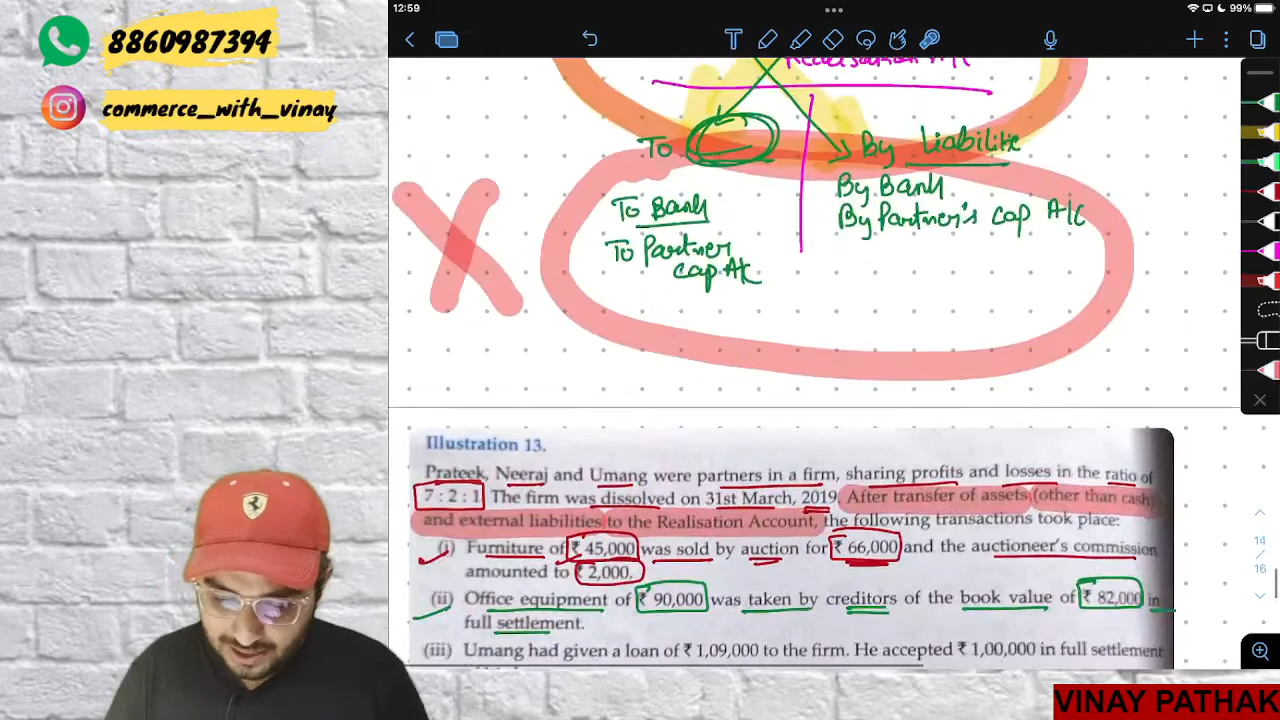 12:59
99%
8860987394
commerce_with_vinay
To
By Liabilitie
By Bank
To Bank
By Partner's cap A/c
To Partner
cap A/c
14
/
16
Illustration 13.
Prateek, Neeraj and Umang were partners in a firm, sharing profits and losses in the ratio of
7 : 2 : 1 The firm was dissolved on 31st March, 2019. After transfer of assets (other than cash)
and external liabilities to the Realisation Account, the following transactions took place:
(i) Furniture of ₹ 45,000 was sold by auction for ₹ 66,000 and the auctioneer's commission
amounted to ₹ 2,000.
(ii) Office equipment of ₹ 90,000 was taken by creditors of the book value of ₹ 82,000 in
full settlement.
(iii) Umang had given a loan of ₹ 1,09,000 to the firm. He accepted ₹ 1,00,000 in full settlement
VINAY PATHAK